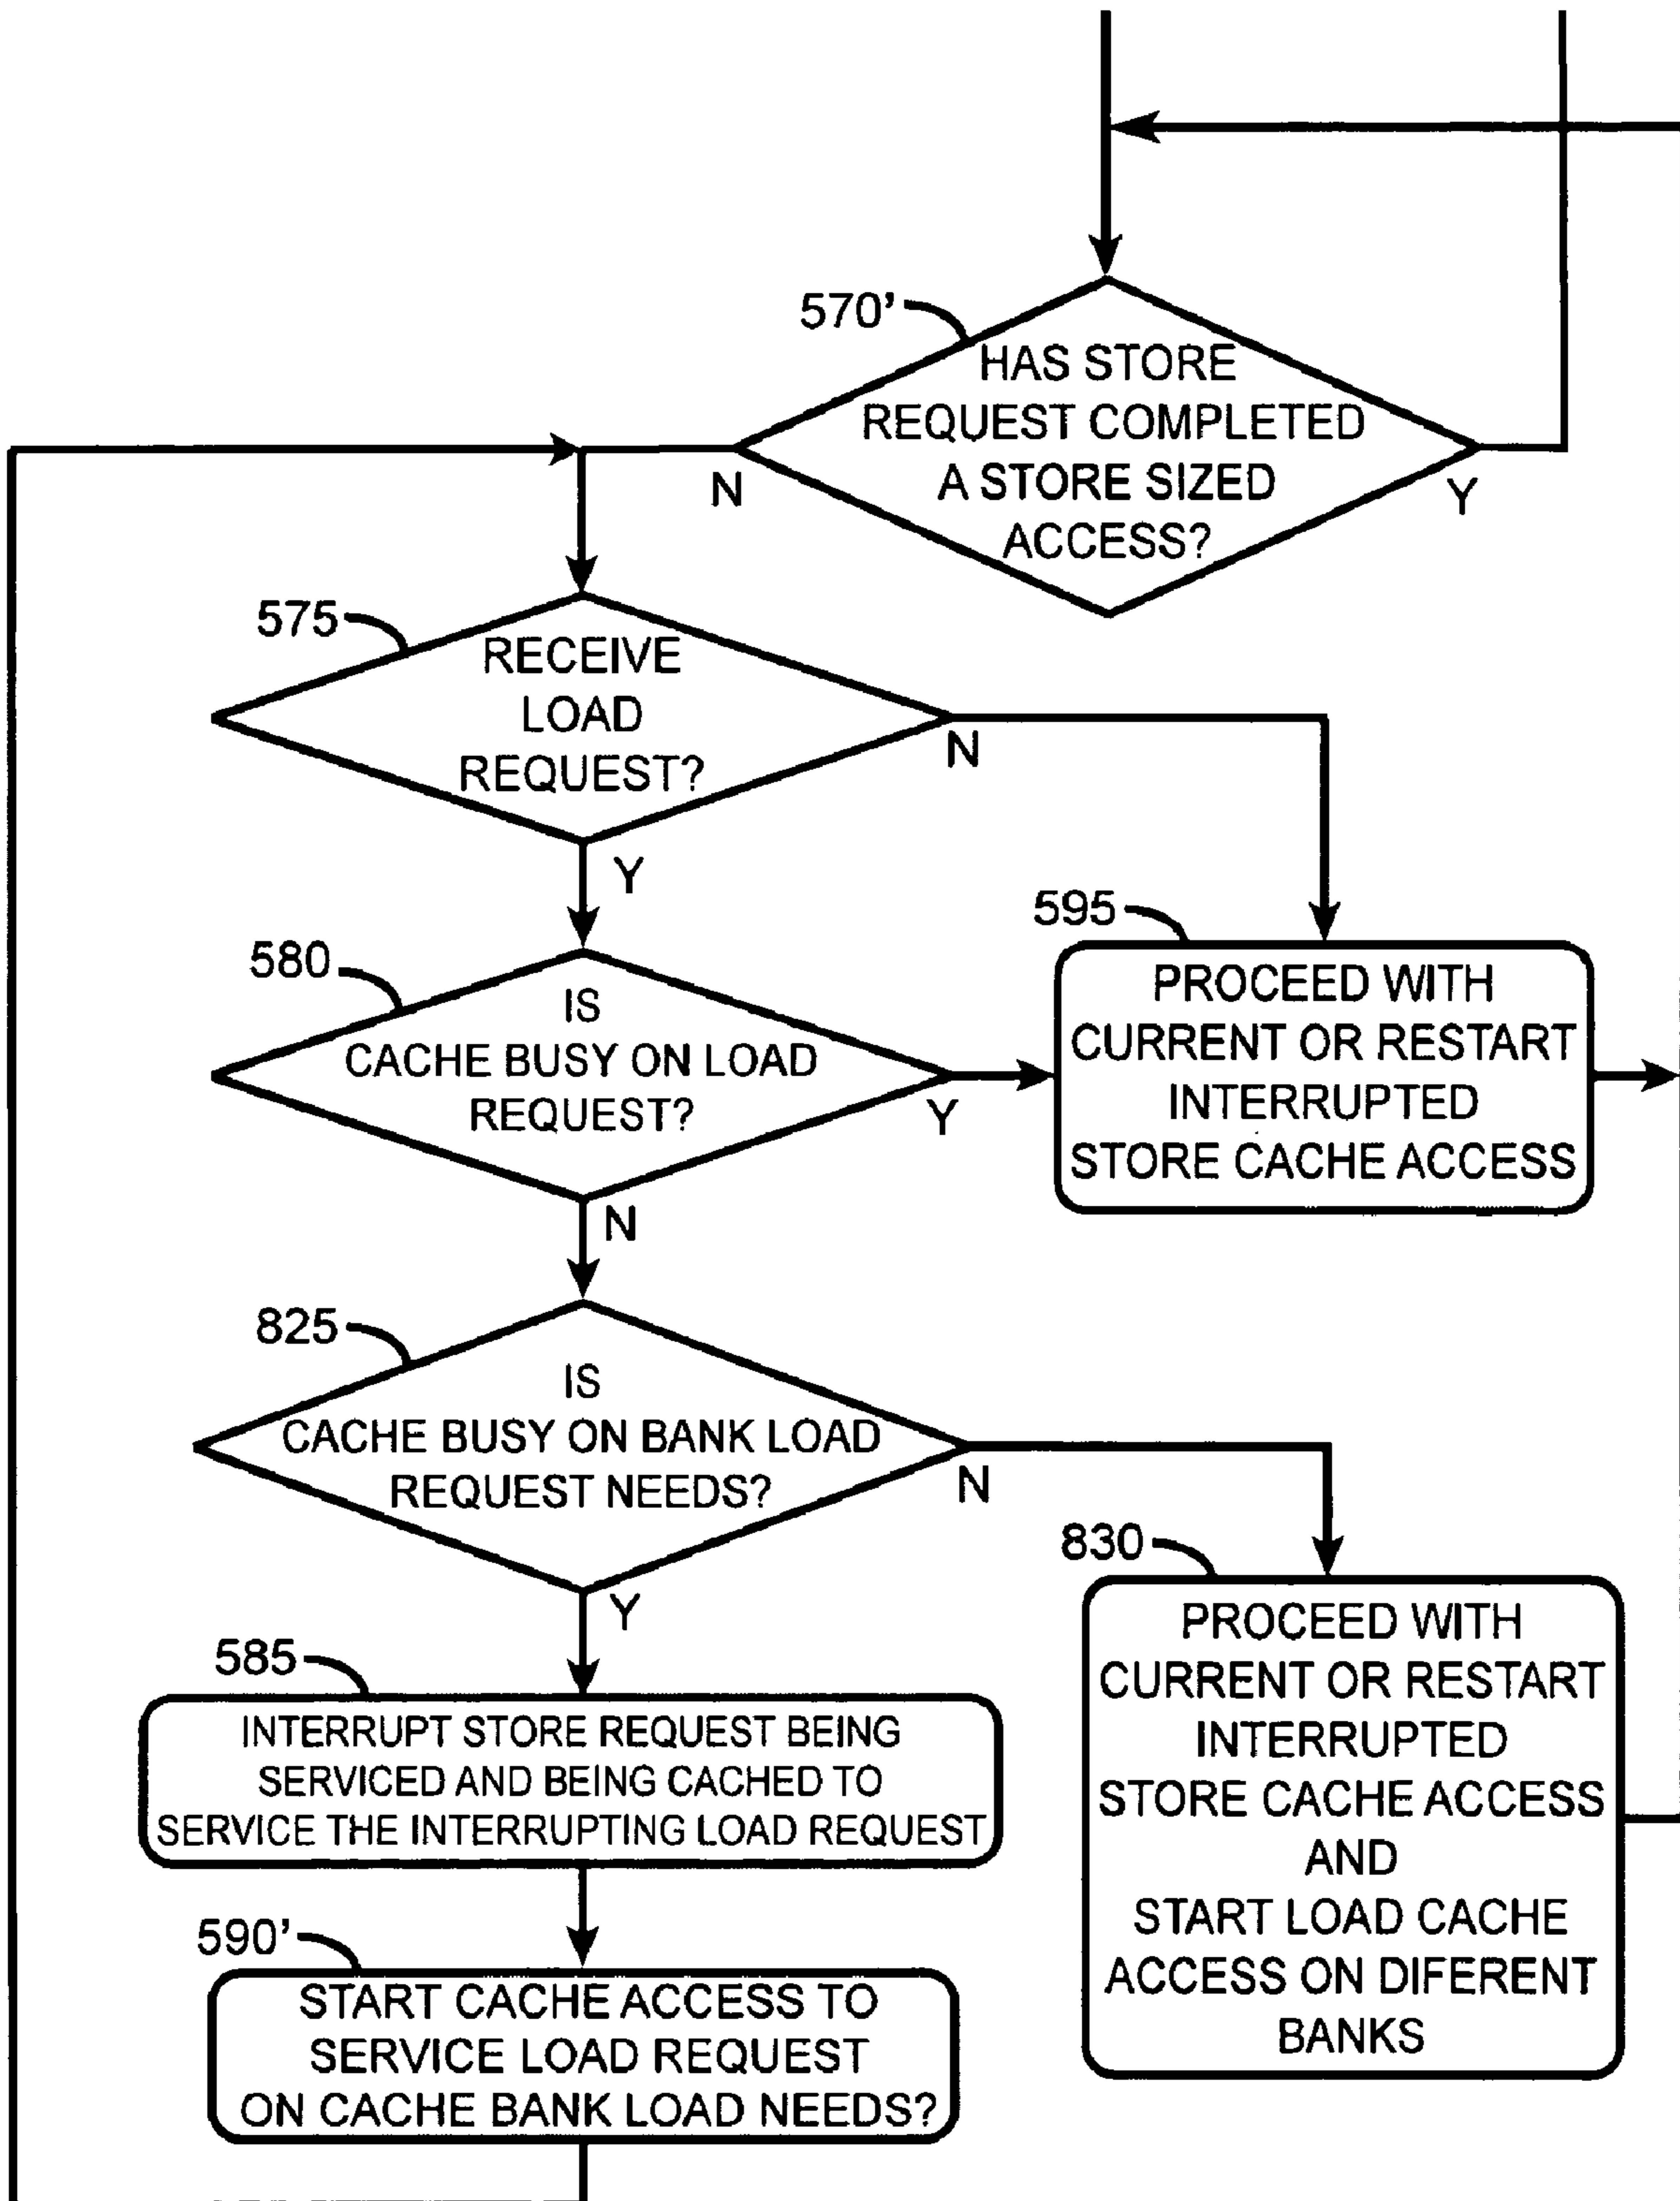 570'
HAS STORE
REQUEST COMPLETED
A STORE SIZED
ACCESS?
N
Y
575
RECEIVE
LOAD
REQUEST?
N
Y
580
IS
CACHE BUSY ON LOAD
REQUEST?
Y
N
595
PROCEED WITH
CURRENT OR RESTART
INTERRUPTED
STORE CACHE ACCESS
825
IS
CACHE BUSY ON BANK LOAD
REQUEST NEEDS?
N
Y
830
PROCEED WITH
CURRENT OR RESTART
INTERRUPTED
STORE CACHE ACCESS
AND
START LOAD CACHE
ACCESS ON DIFERENT
BANKS
585
INTERRUPT STORE REQUEST BEING
SERVICED AND BEING CACHED TO
SERVICE THE INTERRUPTING LOAD REQUEST
590'
START CACHE ACCESS TO
SERVICE LOAD REQUEST
ON CACHE BANK LOAD NEEDS?